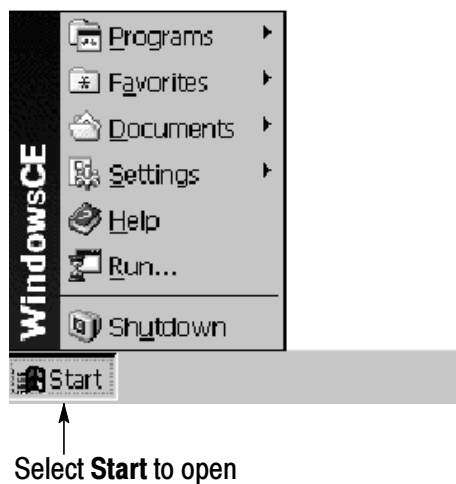 Programs
Favorites
Documents
Settings
Help
Run...
Shutdown
WindowsCE
Start
Select Start to open